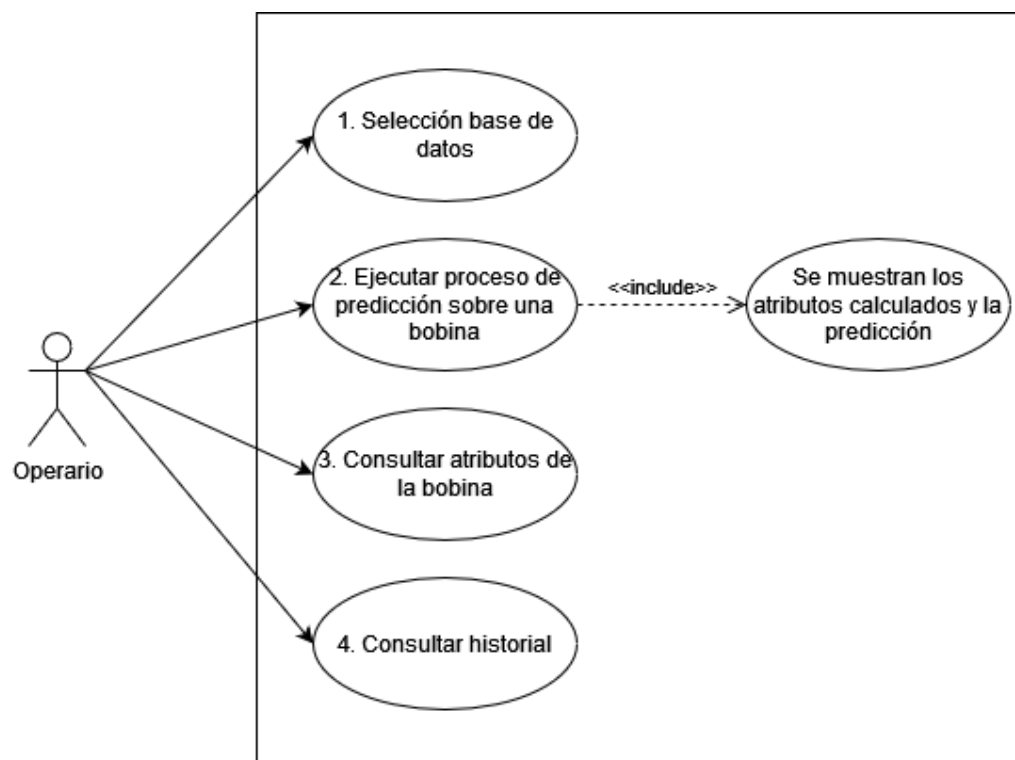 1. Selección base de
datos
2. Ejecutar proceso de
predicción sobre una
bobina
<<include>>
Se muestran los
atributos calculados y la
predicción
Operario
3. Consultar atributos de
la bobina
4. Consultar historial